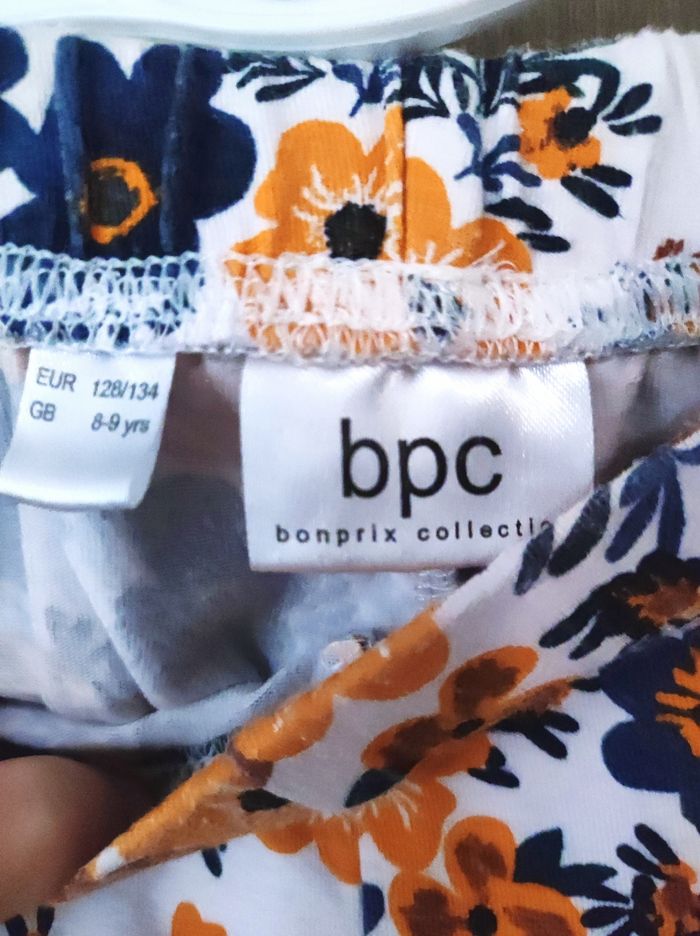 EUR 128/134
GB 8-9 yrs
bpc
bonprix collectio